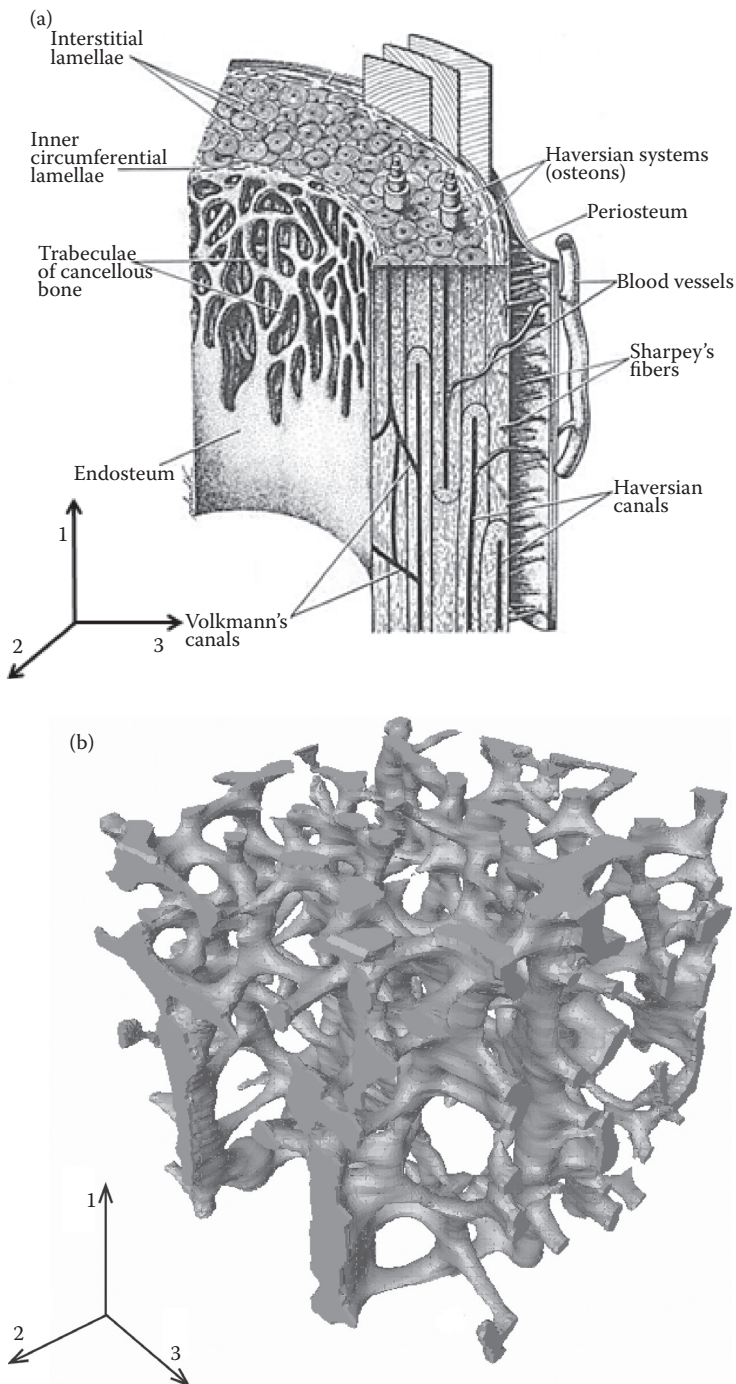 (a)
Interstitial
lamellae
Inner
circumferential
lamellae
Trabeculae
of cancellous
bone
Endosteum
Haversian systems
(osteons)
Periosteum
Blood vessels
Sharpey's
fibers
Haversian
canals
Volkmann's
canals
1
2
3
(b)
1
2
3